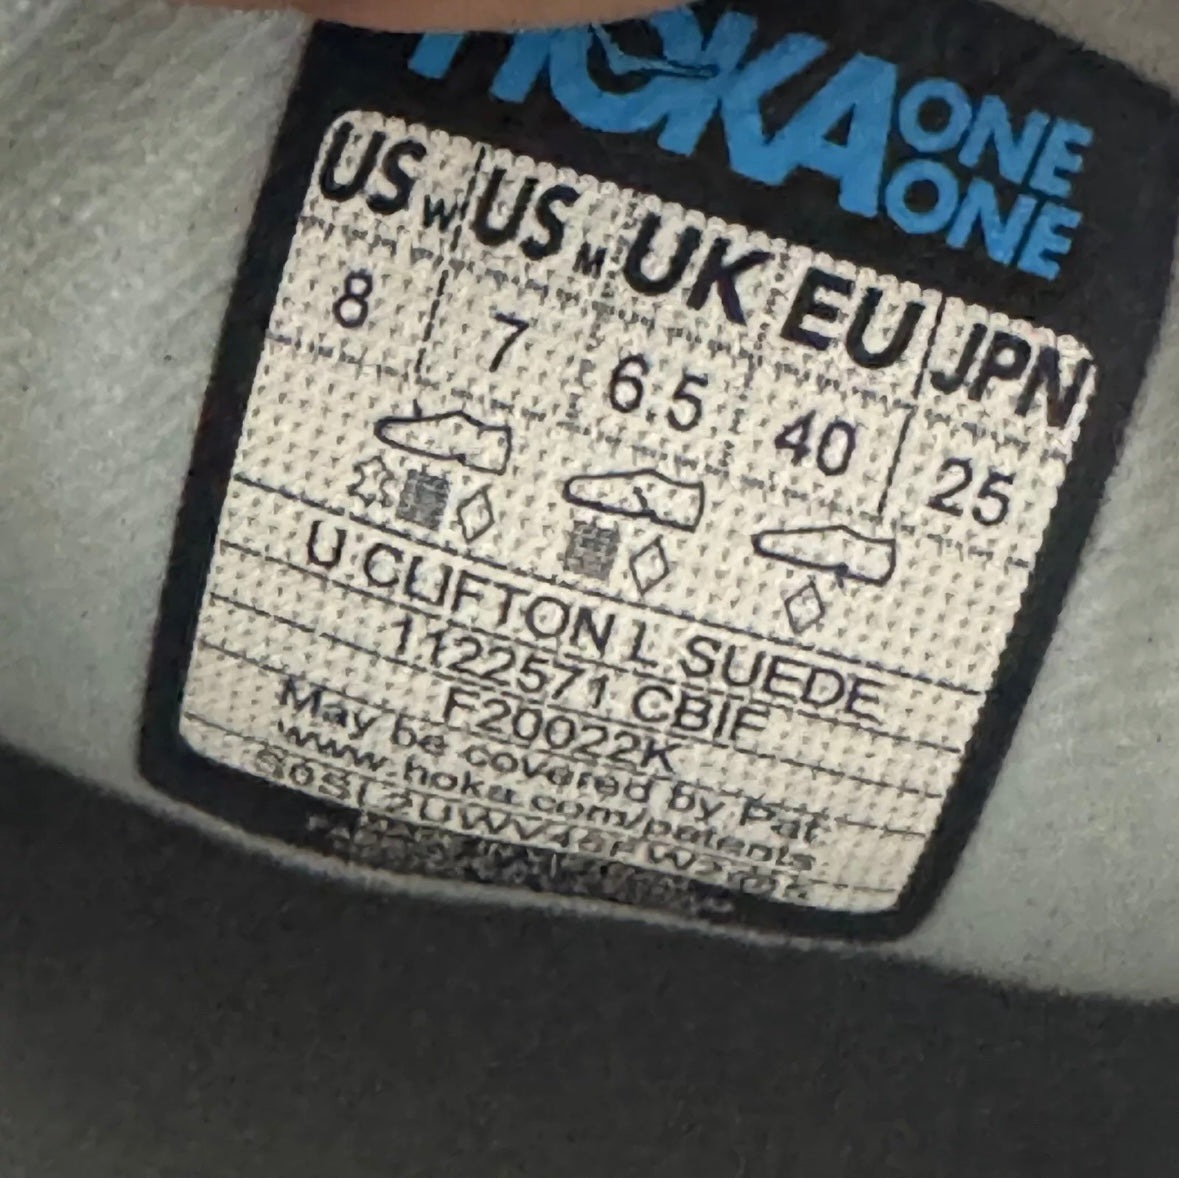 HOKA ONE ONE
US W US M UK EU JPN
8 7 6.5 40 25
U CLIFTON L SUEDE
1122571 CBIF
F20022K
May be covered by Pat
www.hoka.com/patents